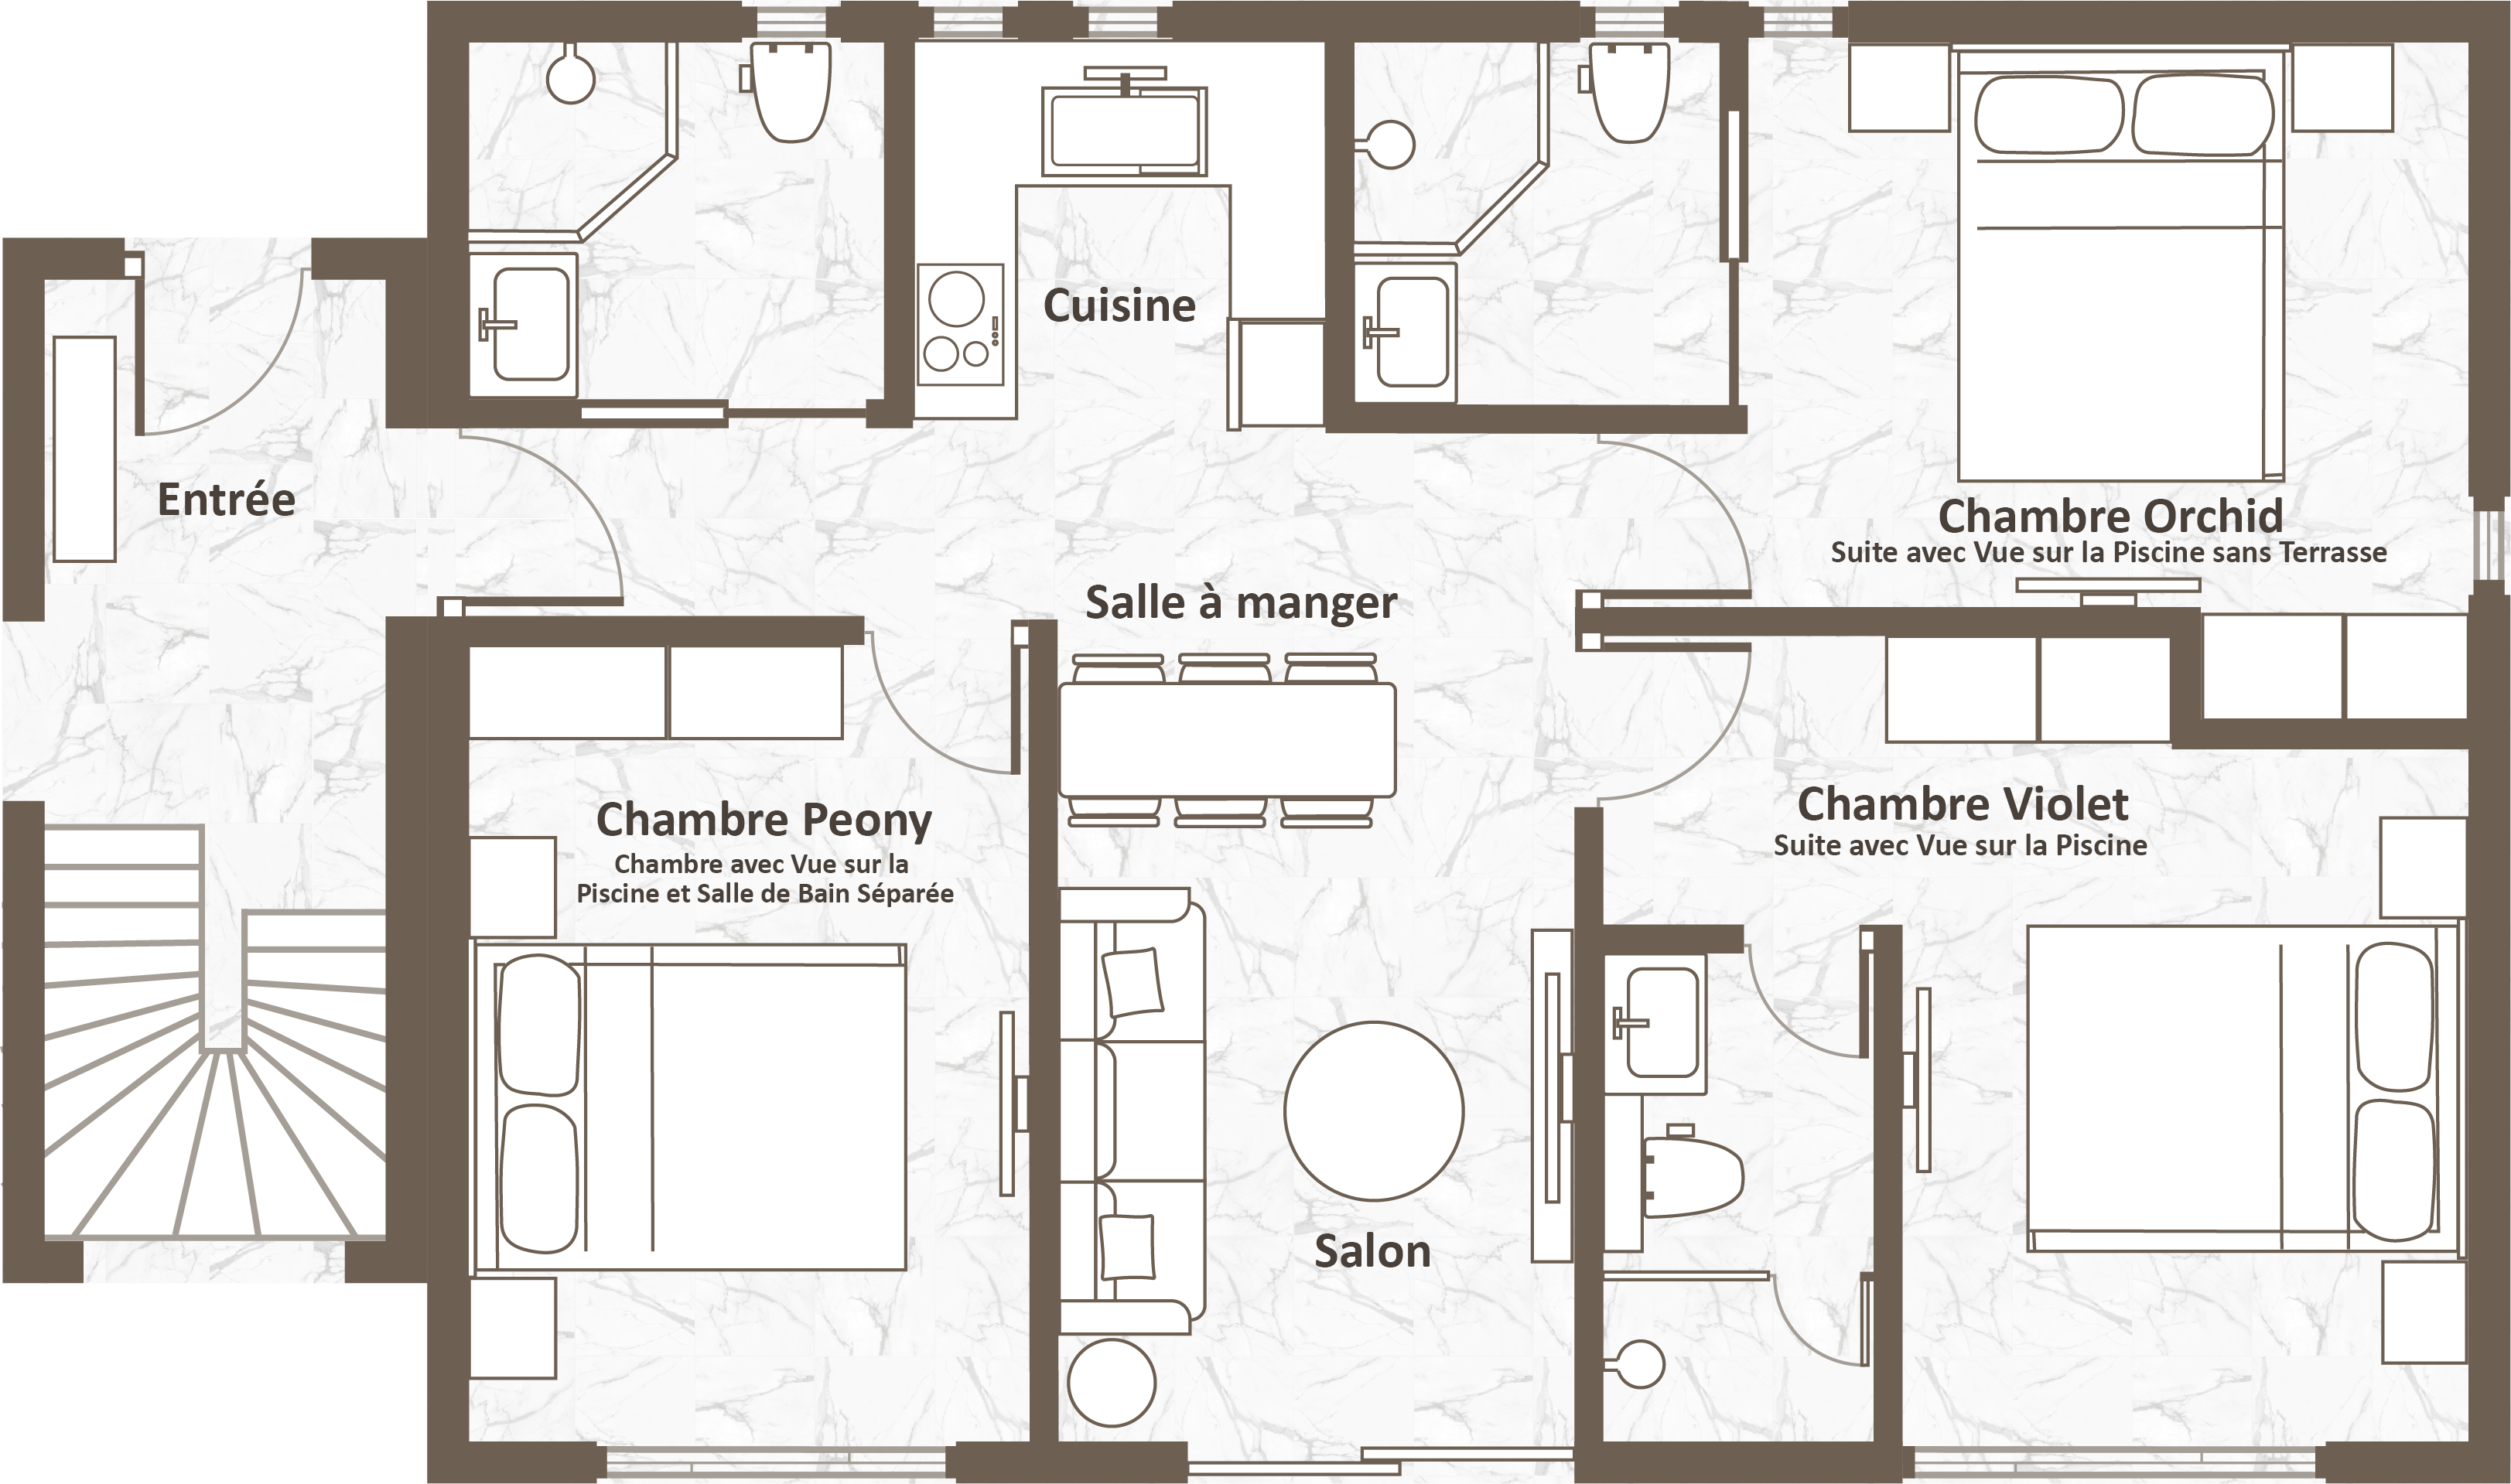 Cuisine
Entrée
Chambre Orchid
Suite avec Vue sur la Piscine sans Terrasse
Salle à manger
Chambre Peony
Chambre avec Vue sur la
Piscine et Salle de Bain Séparée
Chambre Violet
Suite avec Vue sur la Piscine
Salon